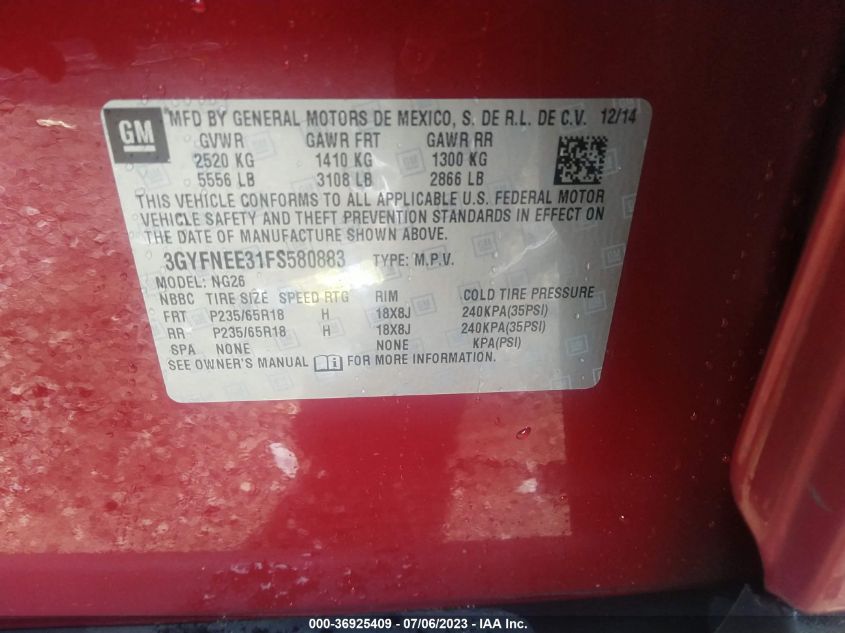 GM
MFD BY GENERAL MOTORS DE MEXICO, S. DE R.L. DE C.V. 12/14
GVWR GAWR FRT GAWR RR
2520 KG 1410 KG 1300 KG
5556 LB 3108 LB 2866 LB
THIS VEHICLE CONFORMS TO ALL APPLICABLE U.S. FEDERAL MOTOR
VEHICLE SAFETY AND THEFT PREVENTION STANDARDS IN EFFECT ON
THE DATE OF MANUFACTURE SHOWN ABOVE.
3GYFNEE31FS580883 TYPE: M.P.V.
MODEL: NG26
NBBC TIRE SIZE SPEED RTG RIM COLD TIRE PRESSURE
FRT P235/65R18 H 18X8J 240KPA(35PSI)
RR P235/65R18 H 18X8J 240KPA(35PSI)
SPA NONE NONE KPA(PSI)
SEE OWNER'S MANUAL FOR MORE INFORMATION.
000-36925409 - 07/06/2023 - IAAI.com